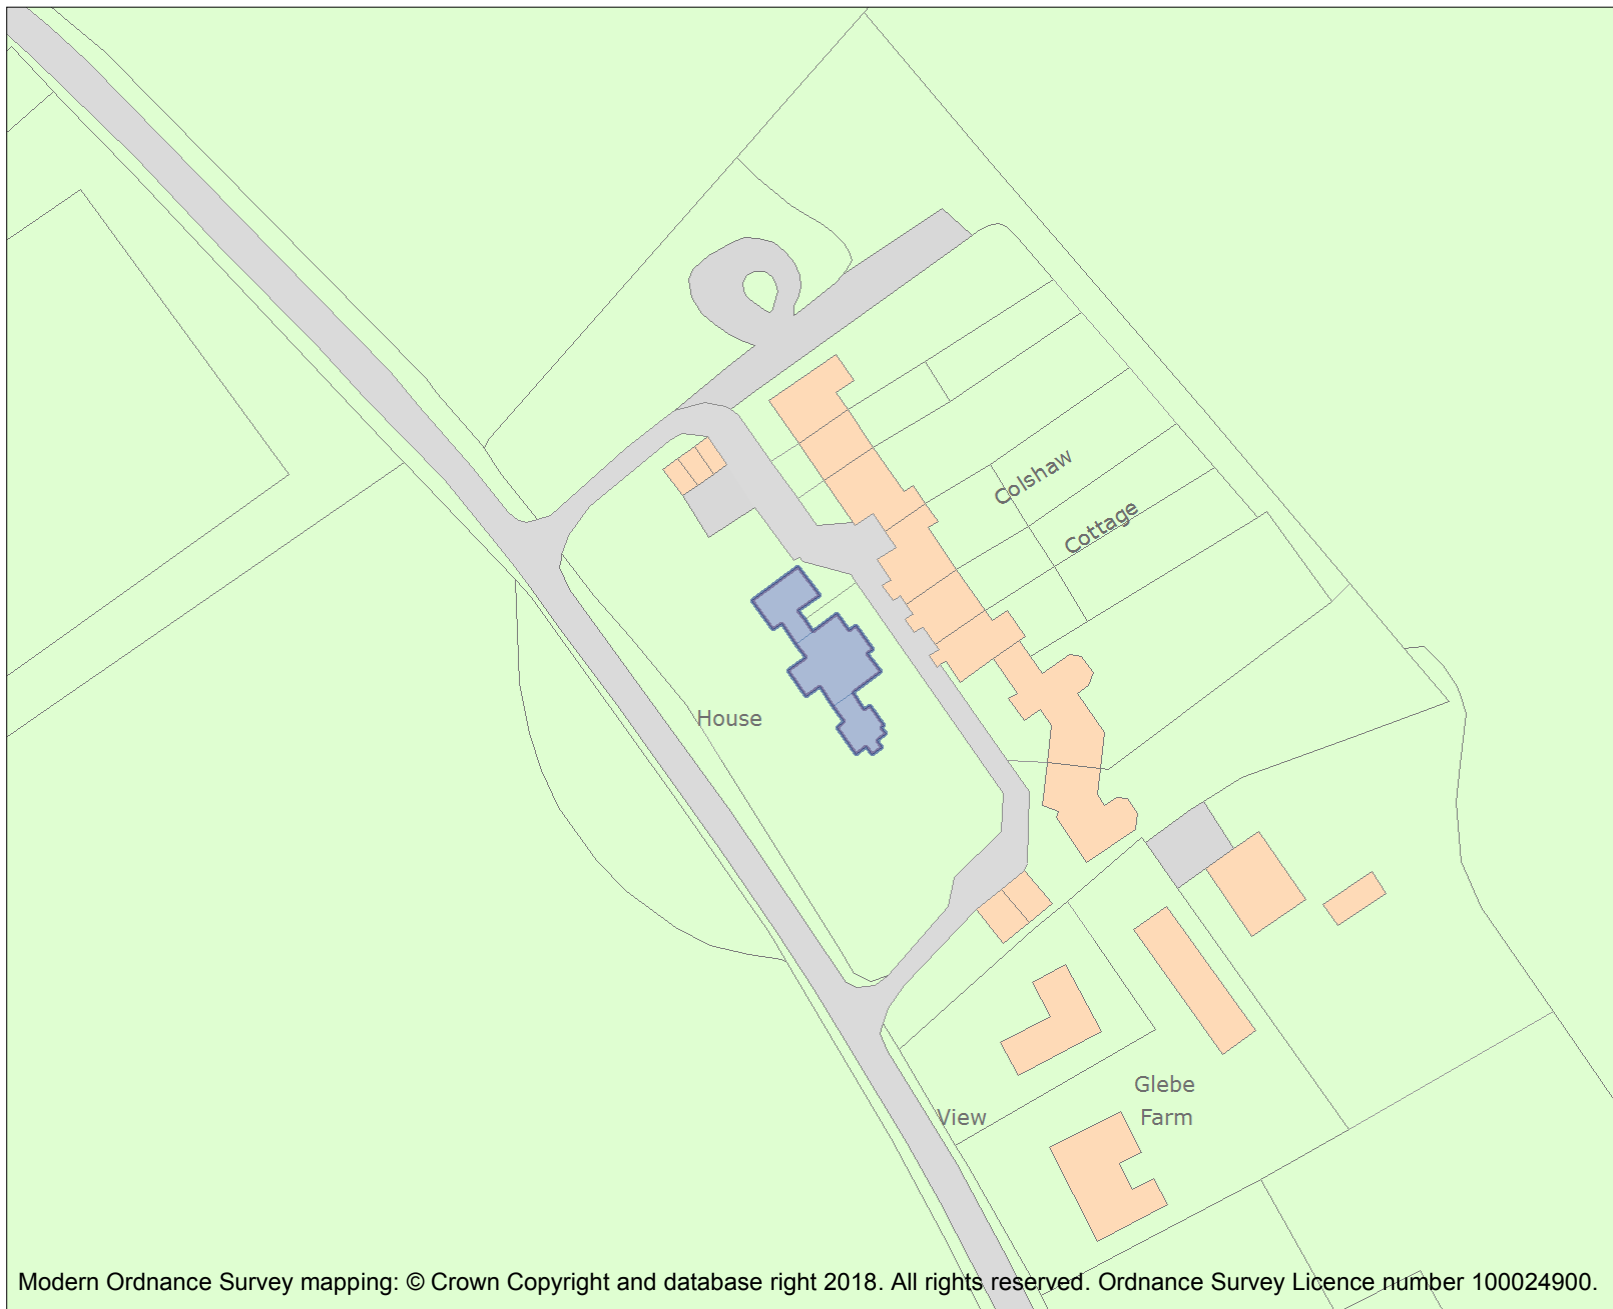 Colshaw
Cottage
House
Glebe
Farm
View
Modern Ordnance Survey mapping: © Crown Copyright and database right 2018. All rights reserved. Ordnance Survey Licence number 100024900.